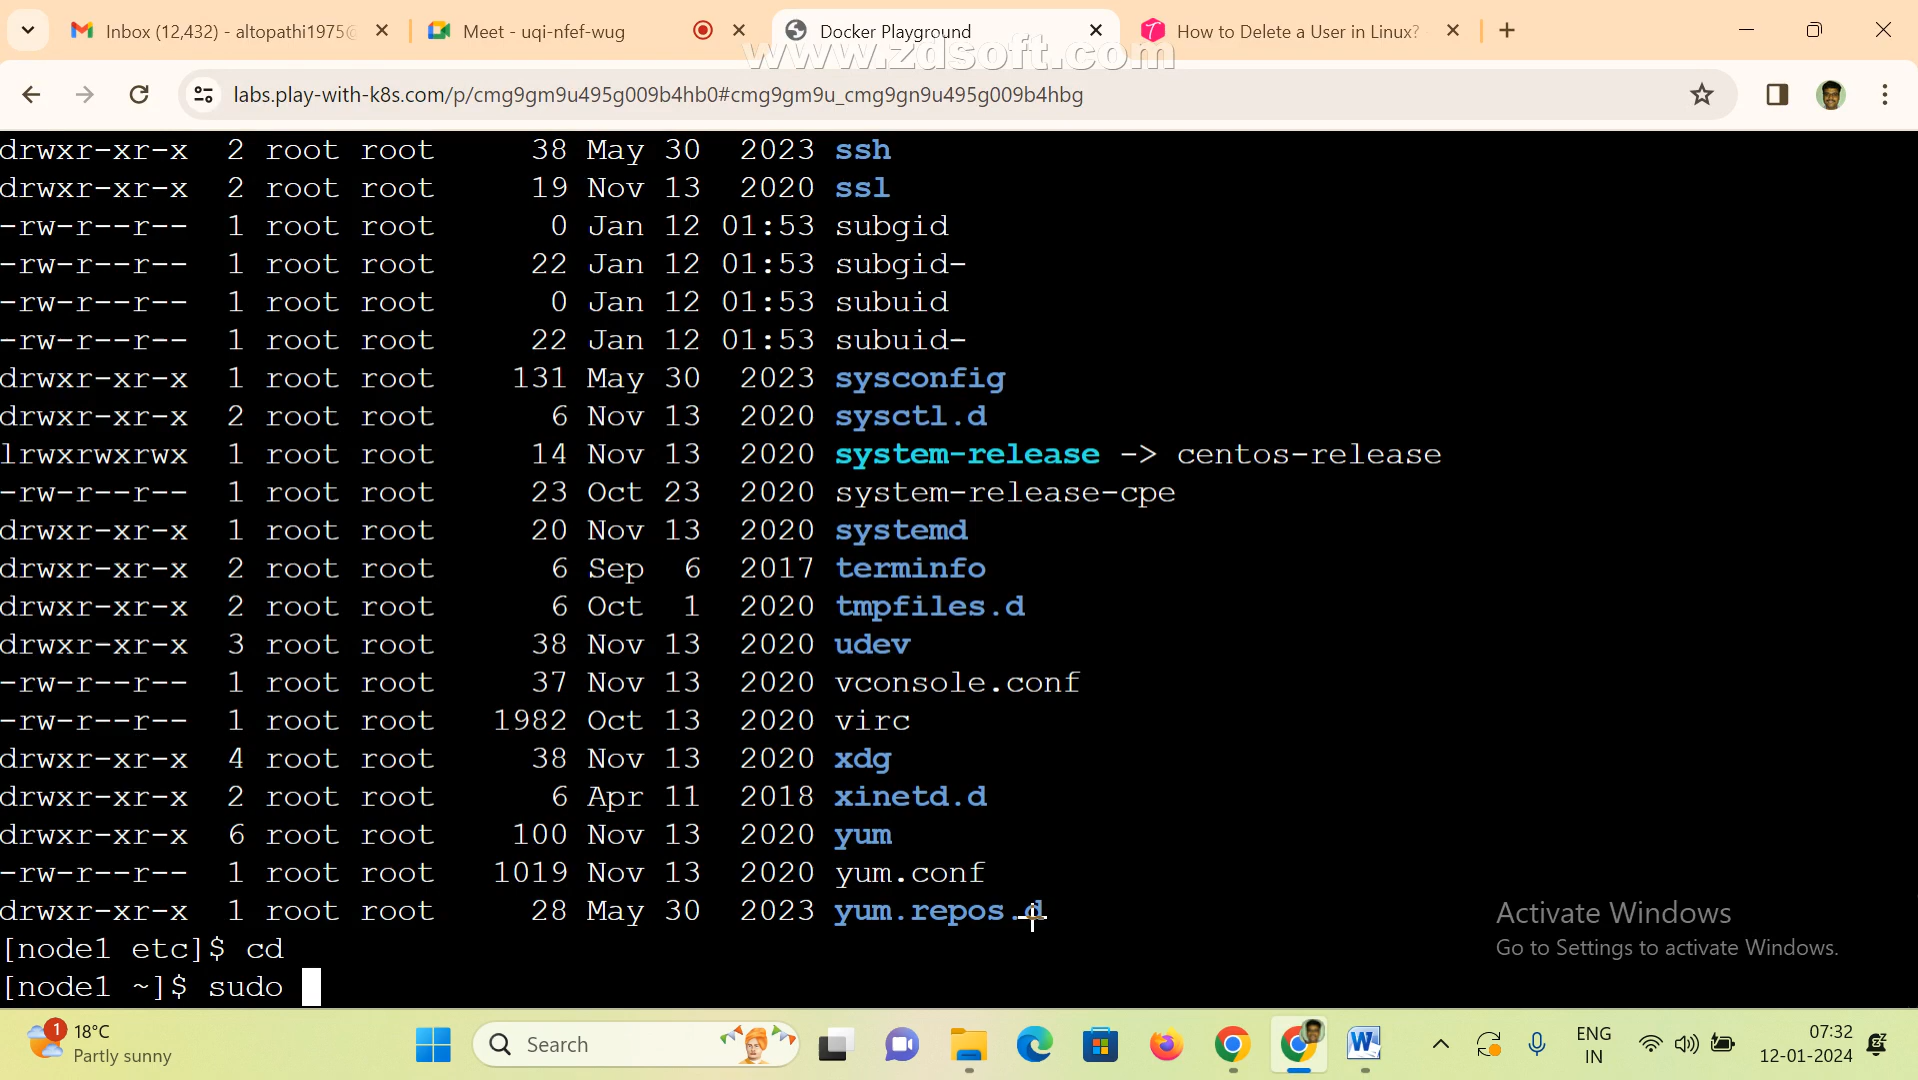 Inbox (12,432) - altopathi1975@
Meet - uqi-nfef-wug
Docker Playground
How to Delete a User in Linux?
www.zdsoft.com
labs.play-with-k8s.com/p/cmg9gm9u495g009b4hb0#cmg9gm9u_cmg9gn9u495g009b4hbg
drwxr-xr-x 2 root root 38 May 30 2023 ssh
drwxr-xr-x 2 root root 19 Nov 13 2020 ssl
-rw-r--r-- 1 root root 0 Jan 12 01:53 subgid
-rw-r--r-- 1 root root 22 Jan 12 01:53 subgid-
-rw-r--r-- 1 root root 0 Jan 12 01:53 subuid
-rw-r--r-- 1 root root 22 Jan 12 01:53 subuid-
drwxr-xr-x 1 root root 131 May 30 2023 sysconfig
drwxr-xr-x 2 root root 6 Nov 13 2020 sysctl.d
lrwxrwxrwx 1 root root 14 Nov 13 2020 system-release -> centos-release
-rw-r--r-- 1 root root 23 Oct 23 2020 system-release-cpe
drwxr-xr-x 1 root root 20 Nov 13 2020 systemd
drwxr-xr-x 2 root root 6 Sep 6 2017 terminfo
drwxr-xr-x 2 root root 6 Oct 1 2020 tmpfiles.d
drwxr-xr-x 3 root root 38 Nov 13 2020 udev
-rw-r--r-- 1 root root 37 Nov 13 2020 vconsole.conf
-rw-r--r-- 1 root root 1982 Oct 13 2020 virc
drwxr-xr-x 4 root root 38 Nov 13 2020 xdg
drwxr-xr-x 2 root root 6 Apr 11 2018 xinetd.d
drwxr-xr-x 6 root root 100 Nov 13 2020 yum
-rw-r--r-- 1 root root 1019 Nov 13 2020 yum.conf
drwxr-xr-x 1 root root 28 May 30 2023 yum.repos.d
[node1 etc]$ cd
[node1 ~]$ sudo
Activate Windows
Go to Settings to activate Windows.
1
18°C
Partly sunny
Search
ENG
IN
07:32
12-01-2024